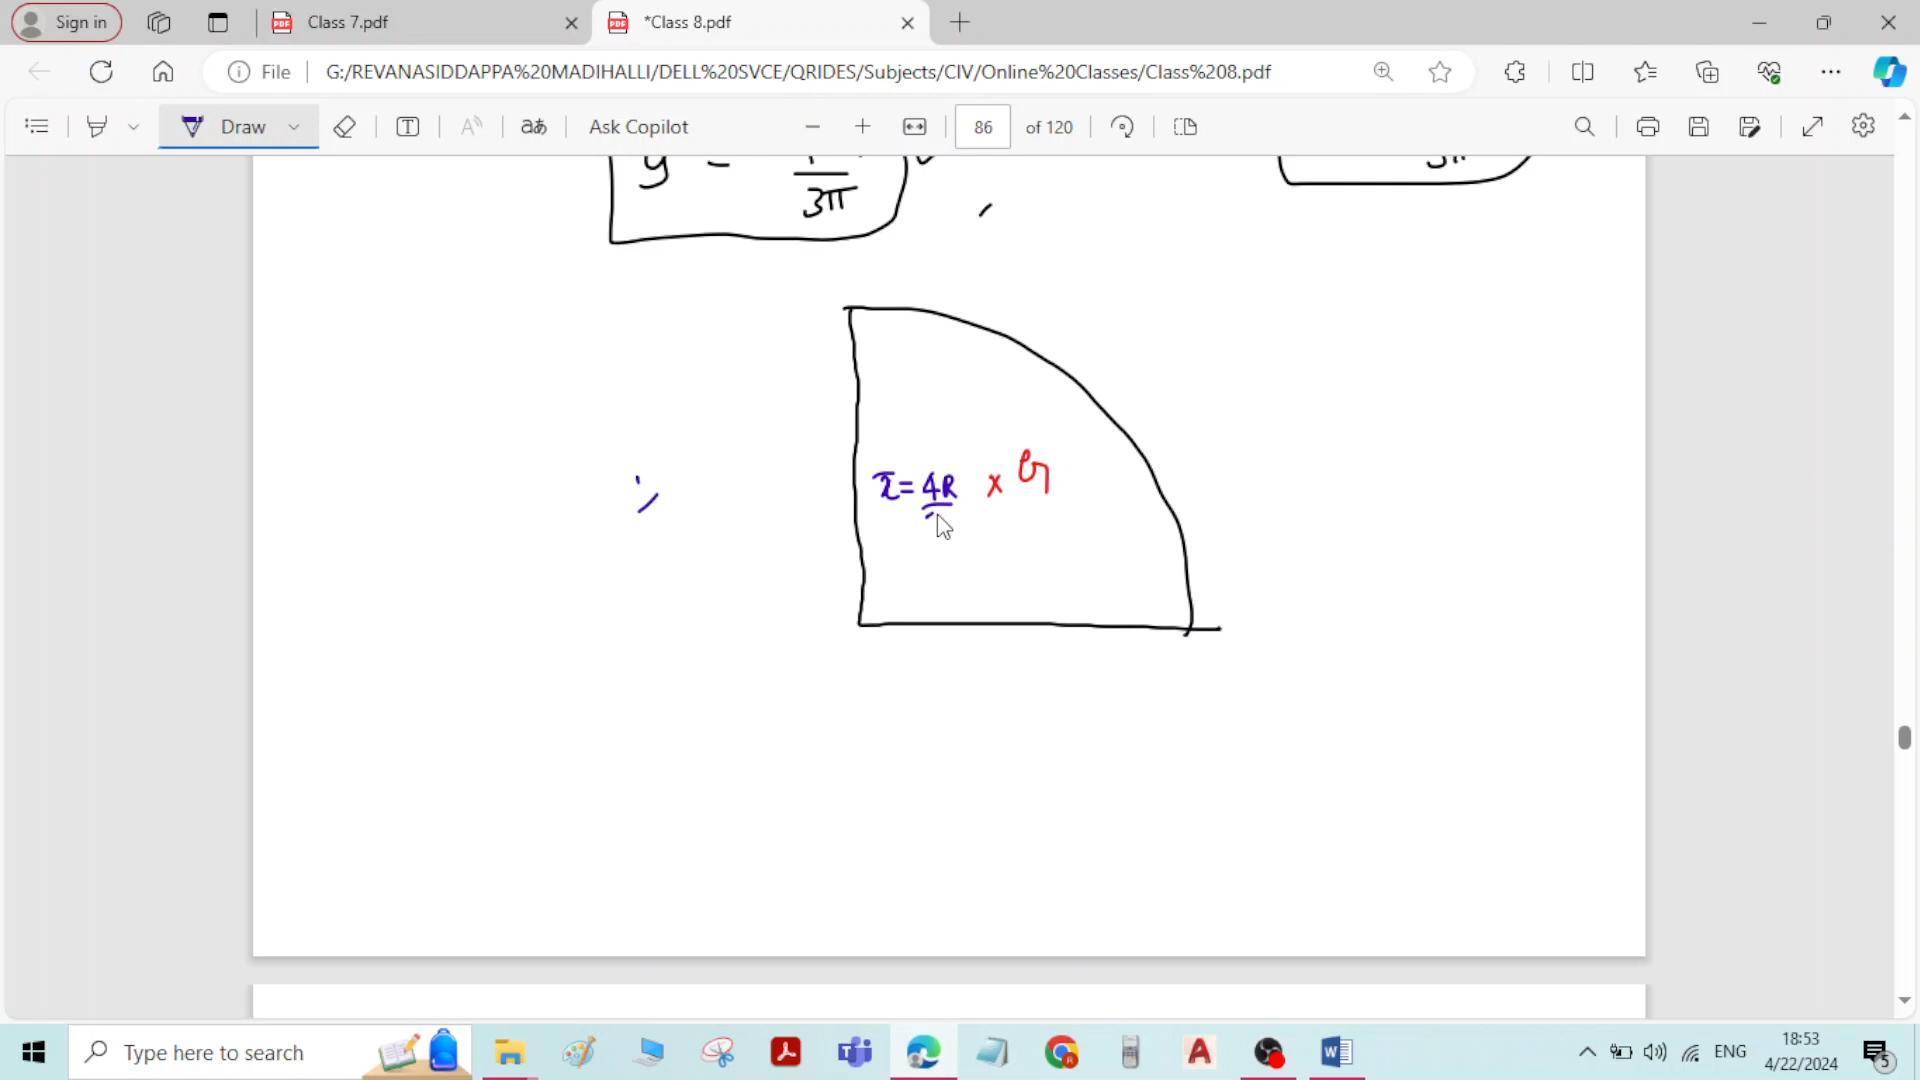 Sign in
Class 7.pdf
*Class 8.pdf
File
G:/REVANASIDDAPPA%20MADIHALLI/DELL%20SVCE/QRIDES/Subjects/CIV/Online%20Classes/Class%208.pdf
Draw
Ask Copilot
86 of 120
3π
3π
x̄ = 4R
x G
Type here to search
ENG
18:53
4/22/2024
5